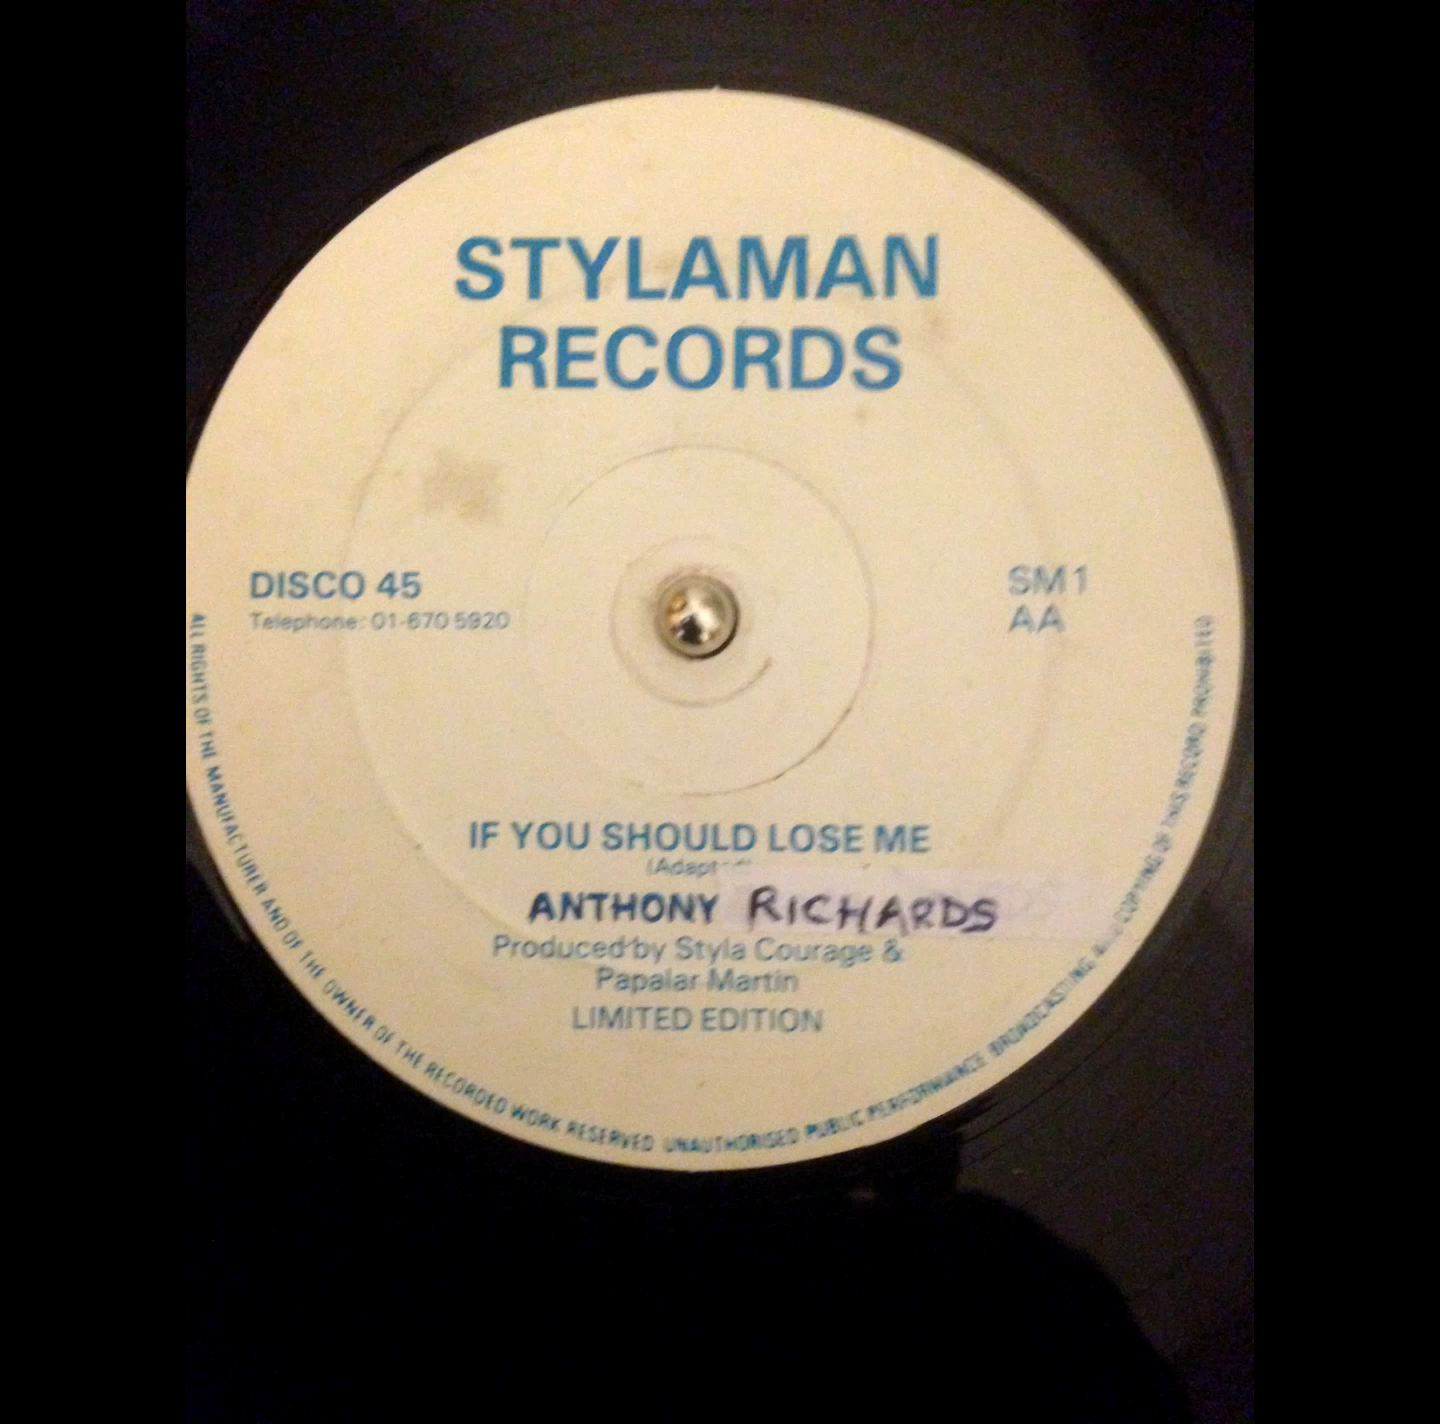 STYLAMAN
RECORDS
DISCO 45
Telephone: 01-670 5920
SM1
AA
IF YOU SHOULD LOSE ME
ANTHONY RICHARDS
Produced by Styla Courage &
Papalar Martin
LIMITED EDITION
ALL RIGHTS OF THE MANUFACTURER AND OF THE OWNER OF THE RECORDED WORK RESERVED UNAUTHORISED PUBLIC PERFORMANCE BROADCASTING AND COPYING OF THIS RECORD PROHIBITED